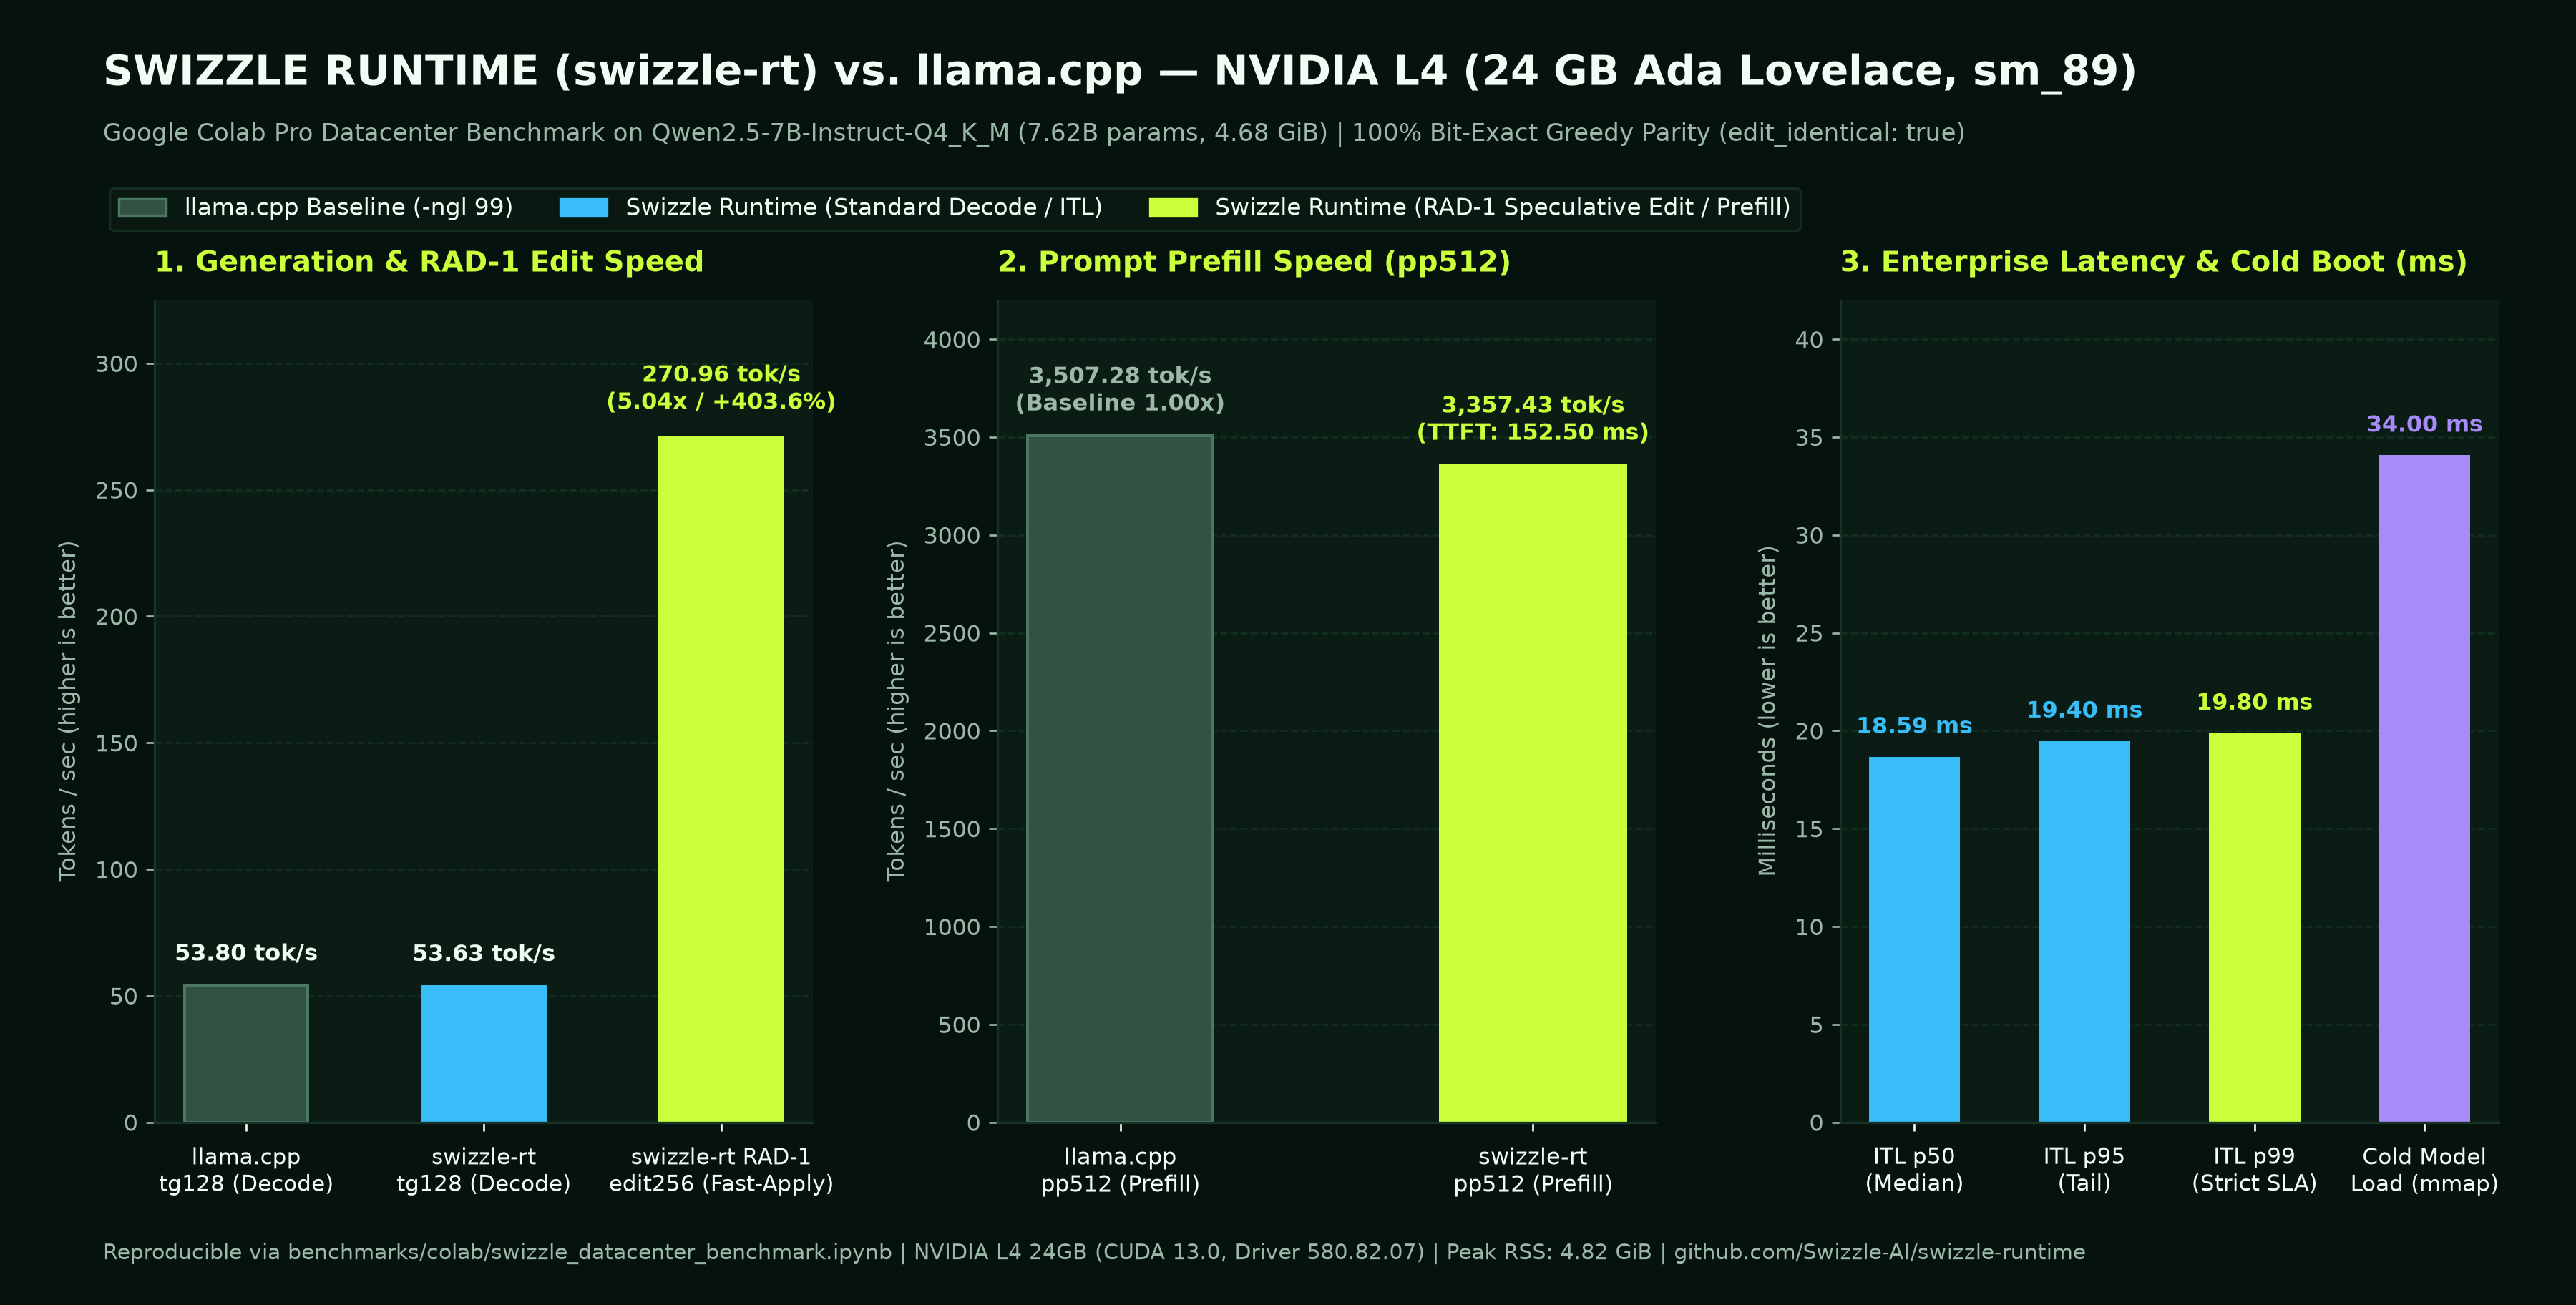 SWIZZLE RUNTIME (swizzle-rt) vs. llama.cpp — NVIDIA L4 (24 GB Ada Lovelace, sm_89)
Google Colab Pro Datacenter Benchmark on Qwen2.5-7B-Instruct-Q4_K_M (7.62B params, 4.68 GiB) | 100% Bit-Exact Greedy Parity (edit_identical: true)
llama.cpp Baseline (-ngl 99)
Swizzle Runtime (Standard Decode / ITL)
Swizzle Runtime (RAD-1 Speculative Edit / Prefill)
1. Generation & RAD-1 Edit Speed
Tokens / sec (higher is better)
300
250
200
150
100
50
0
53.80 tok/s
53.63 tok/s
270.96 tok/s
(5.04x / +403.6%)
llama.cpp
tg128 (Decode)
swizzle-rt
tg128 (Decode)
swizzle-rt RAD-1
edit256 (Fast-Apply)
2. Prompt Prefill Speed (pp512)
Tokens / sec (higher is better)
4000
3500
3000
2500
2000
1500
1000
500
0
3,507.28 tok/s
(Baseline 1.00x)
3,357.43 tok/s
(TTFT: 152.50 ms)
llama.cpp
pp512 (Prefill)
swizzle-rt
pp512 (Prefill)
3. Enterprise Latency & Cold Boot (ms)
Milliseconds (lower is better)
40
35
30
25
20
15
10
5
0
18.59 ms
19.40 ms
19.80 ms
34.00 ms
ITL p50
(Median)
ITL p95
(Tail)
ITL p99
(Strict SLA)
Cold Model
Load (mmap)
Reproducible via benchmarks/colab/swizzle_datacenter_benchmark.ipynb | NVIDIA L4 24GB (CUDA 13.0, Driver 580.82.07) | Peak RSS: 4.82 GiB | github.com/Swizzle-AI/swizzle-runtime